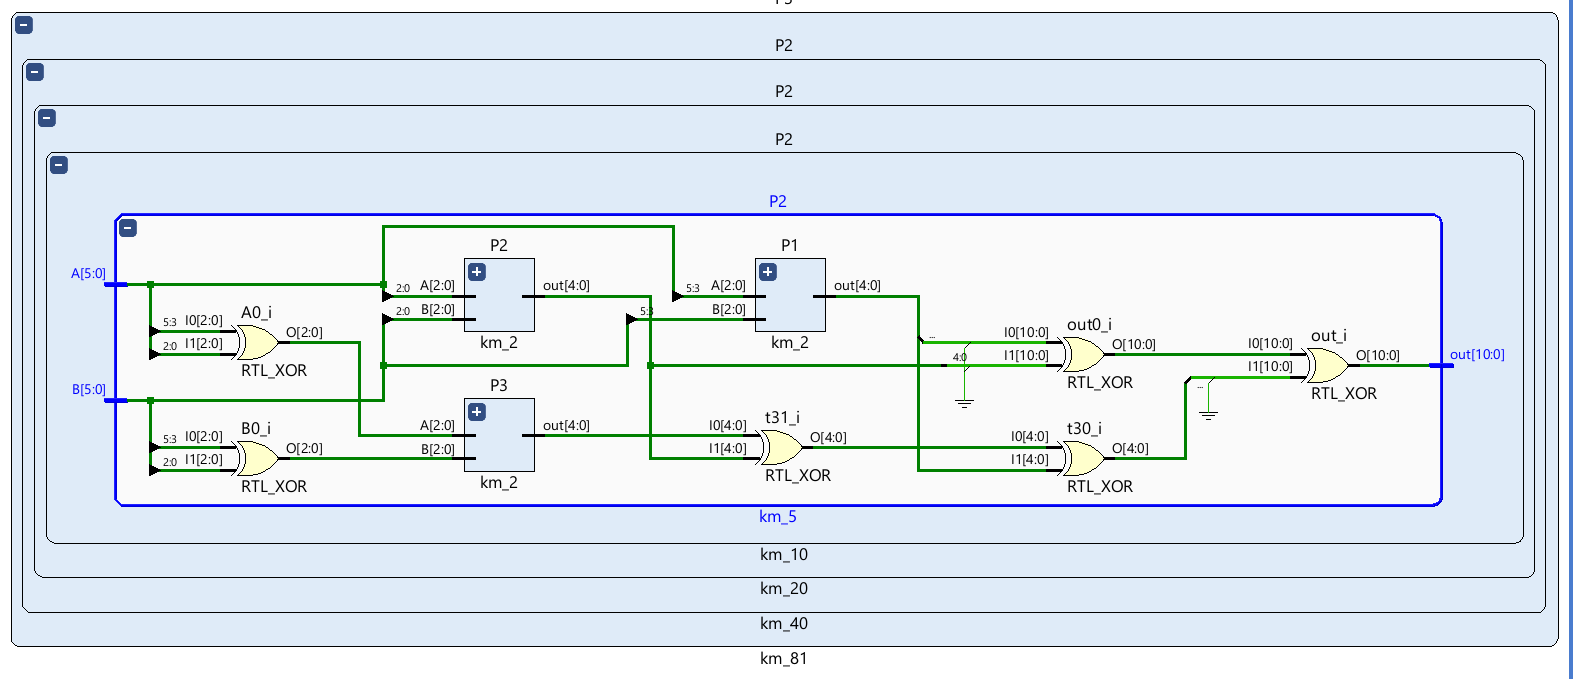 P2
P2
P2
P2
A[5:0]
B[5:0]
5:3
I0[2:0]
2:0
I1[2:0]
A0_i
O[2:0]
RTL_XOR
5:3
I0[2:0]
2:0
I1[2:0]
B0_i
O[2:0]
RTL_XOR
P2
2:0
A[2:0]
2:0
B[2:0]
out[4:0]
km_2
P3
A[2:0]
B[2:0]
out[4:0]
km_2
P1
5:3
A[2:0]
5:3
B[2:0]
out[4:0]
km_2
t31_i
I0[4:0]
I1[4:0]
O[4:0]
RTL_XOR
out0_i
...
I0[10:0]
4:0
I1[10:0]
O[10:0]
RTL_XOR
t30_i
I0[4:0]
I1[4:0]
O[4:0]
RTL_XOR
out_i
I0[10:0]
I1[10:0]
...
O[10:0]
RTL_XOR
out[10:0]
km_5
km_10
km_20
km_40
km_81